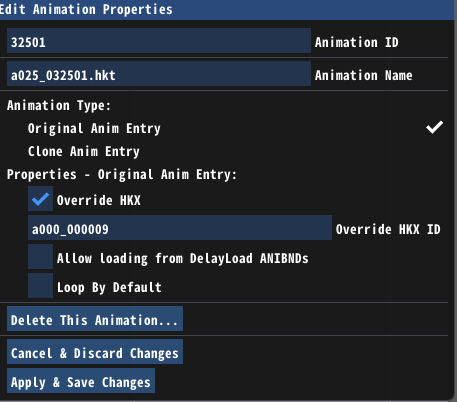 Edit Animation Properties
32501 Animation ID
a025_032501.hkt Animation Name
Animation Type:
Original Anim Entry
Clone Anim Entry
Properties - Original Anim Entry:
Override HKX
a000_000009 Override HKX ID
Allow loading from DelayLoad ANIBNDs
Loop By Default
Delete This Animation...
Cancel & Discard Changes
Apply & Save Changes